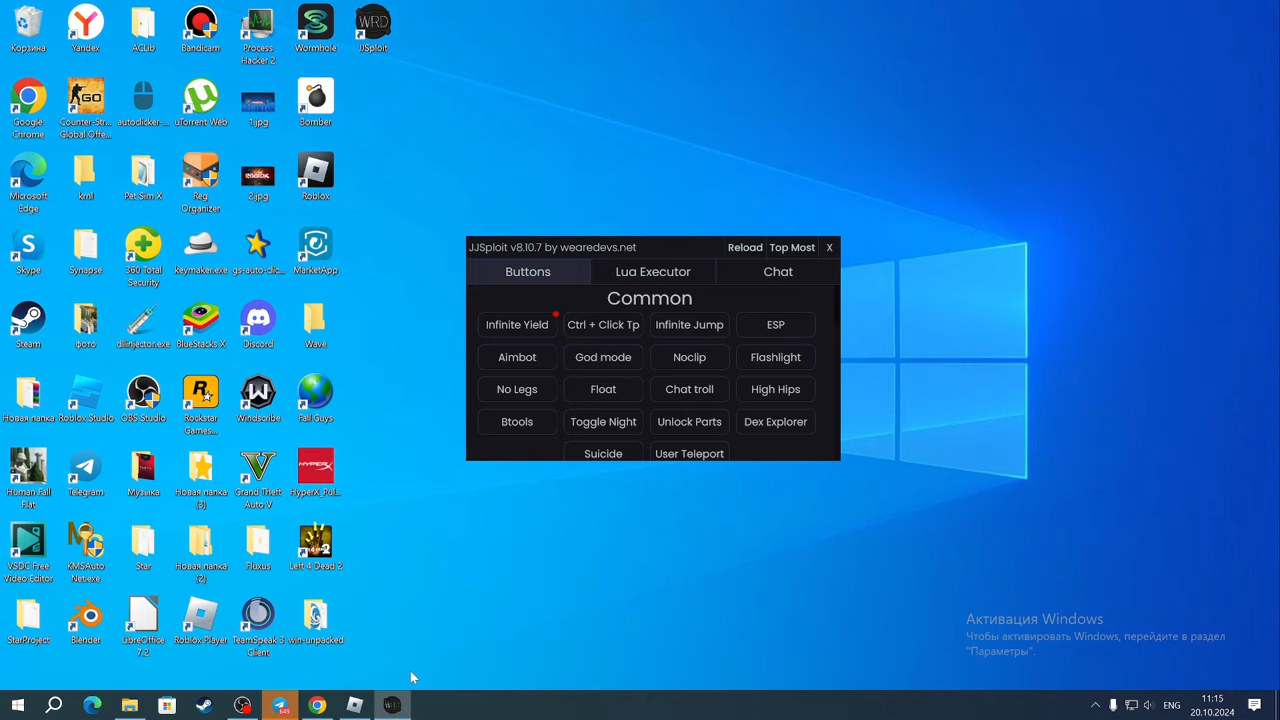 Корзина
Yandex
ACLib
Bandicam
Process
Hacker 2
Wormhole
WRD
JJSploit
Google
Chrome
GO
Counter-Str...
Global Offe...
autoclicker-...
uTorrent Web
1.jpg
Bomber
Microsoft
Edge
kml
Pet Sim X
Reg
Organizer
2.jpg
Roblox
Skype
Synapse
360 Total
Security
keymaker.exe
gs-auto-clic...
MarketApp
Steam
фото
dllinjector.exe
BlueStacks X
Discord
Wave
Новая папка
Roblox Studio
OBS Studio
Rockstar
Games...
Windscribe
Fall Guys
Human Fall
Flat
Telegram
Музыка
Новая папка
(3)
Grand Theft
Auto V
HYPERX
HyperX_Pul...
VSDC Free
Video Editor
KMSAuto
Net.exe
Star
Новая папка
(2)
Fluxus
Left 4 Dead 2
StarProject
Blender
LibreOffice
7.2
Roblox Player
TeamSpeak 3
Client
win-unpacked
JJSploit v8.10.7 by wearedevs.net
Reload
Top Most
X
Buttons
Lua Executor
Chat
Common
Infinite Yield
Ctrl + Click Tp
Infinite Jump
ESP
Aimbot
God mode
Noclip
Flashlight
No Legs
Float
Chat troll
High Hips
Btools
Toggle Night
Unlock Parts
Dex Explorer
Suicide
User Teleport
Активация Windows
Чтобы активировать Windows, перейдите в раздел
"Параметры".
649
WRD
ENG
11:15
20.10.2024